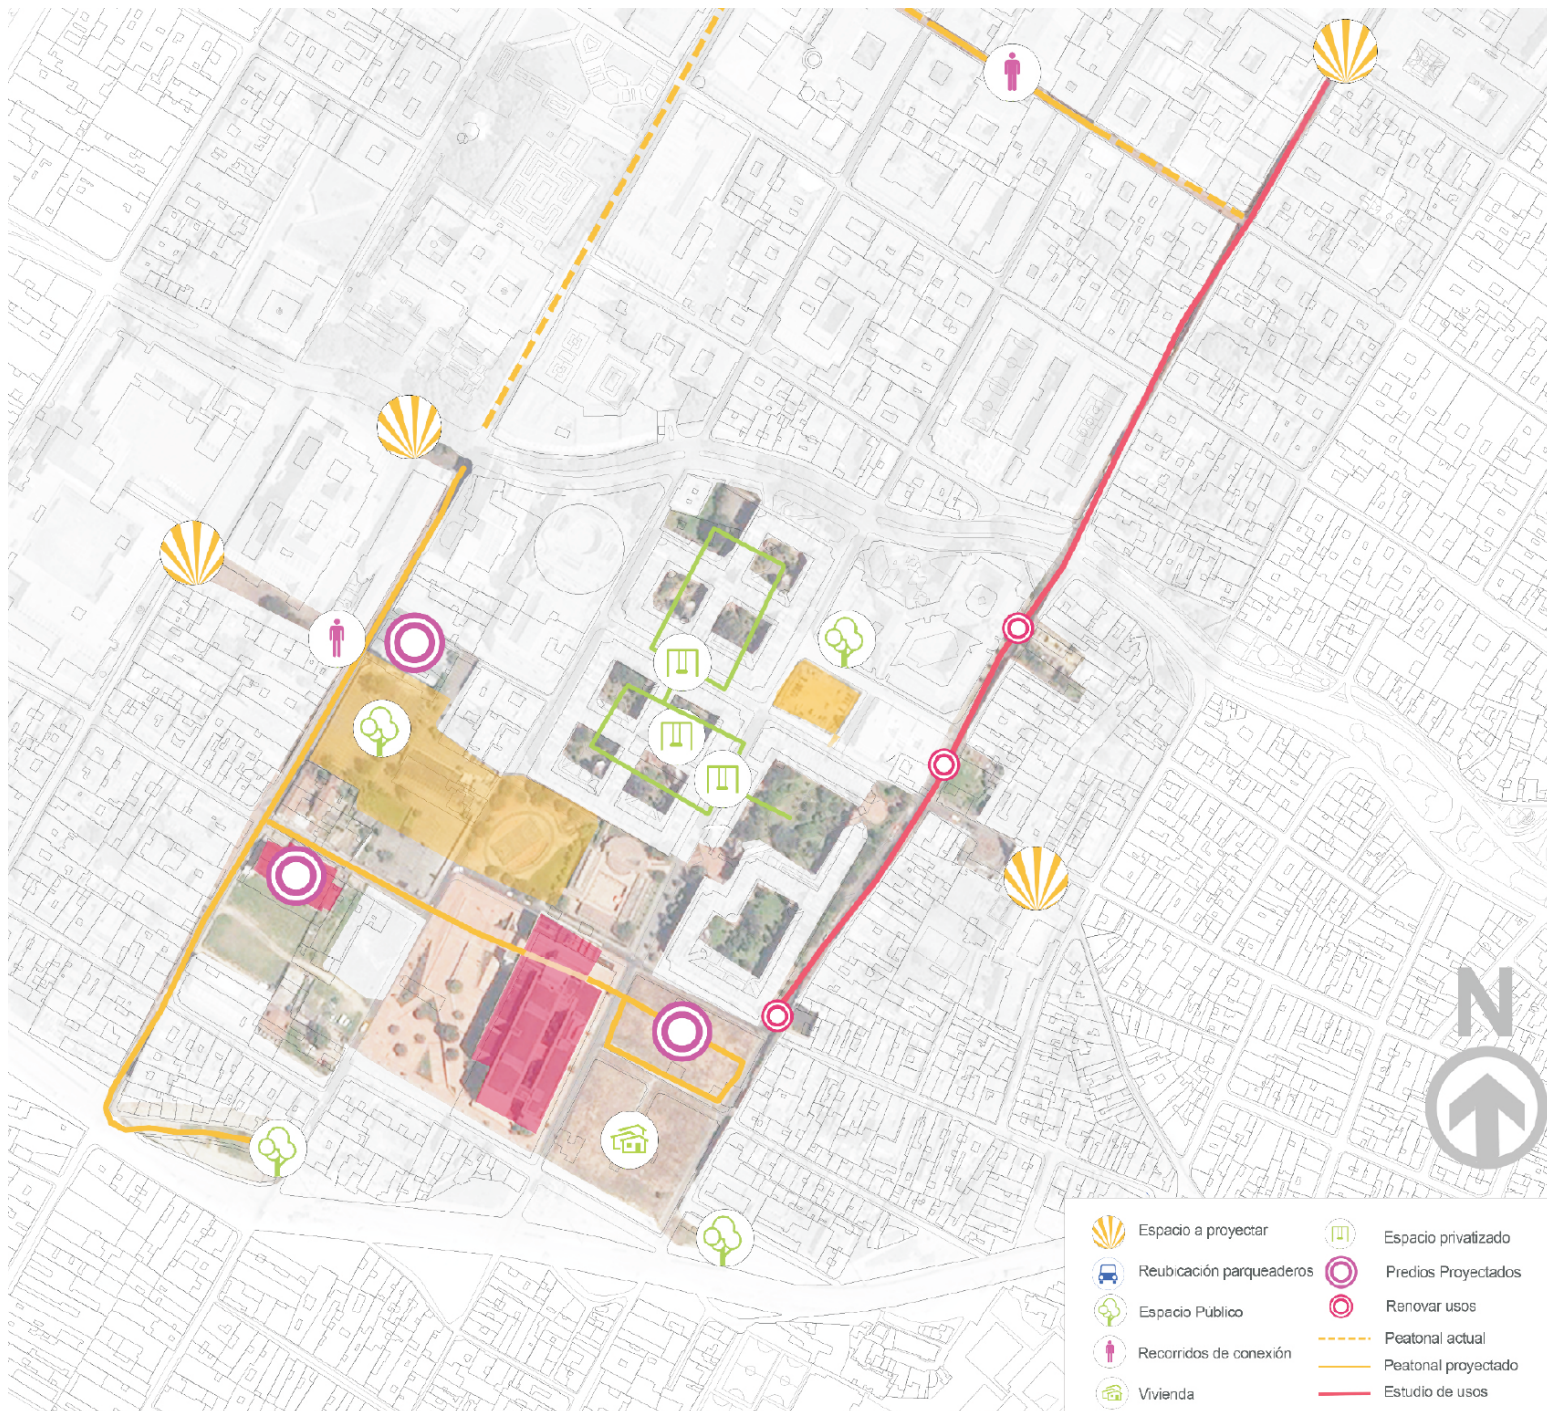 N
Espacio a proyectar
Reubicación parqueaderos
Espacio Público
Recorridos de conexión
Vivienda
Espacio privatizado
Predios Proyectados
Renovar usos
Peatonal actual
Peatonal proyectado
Estudio de usos